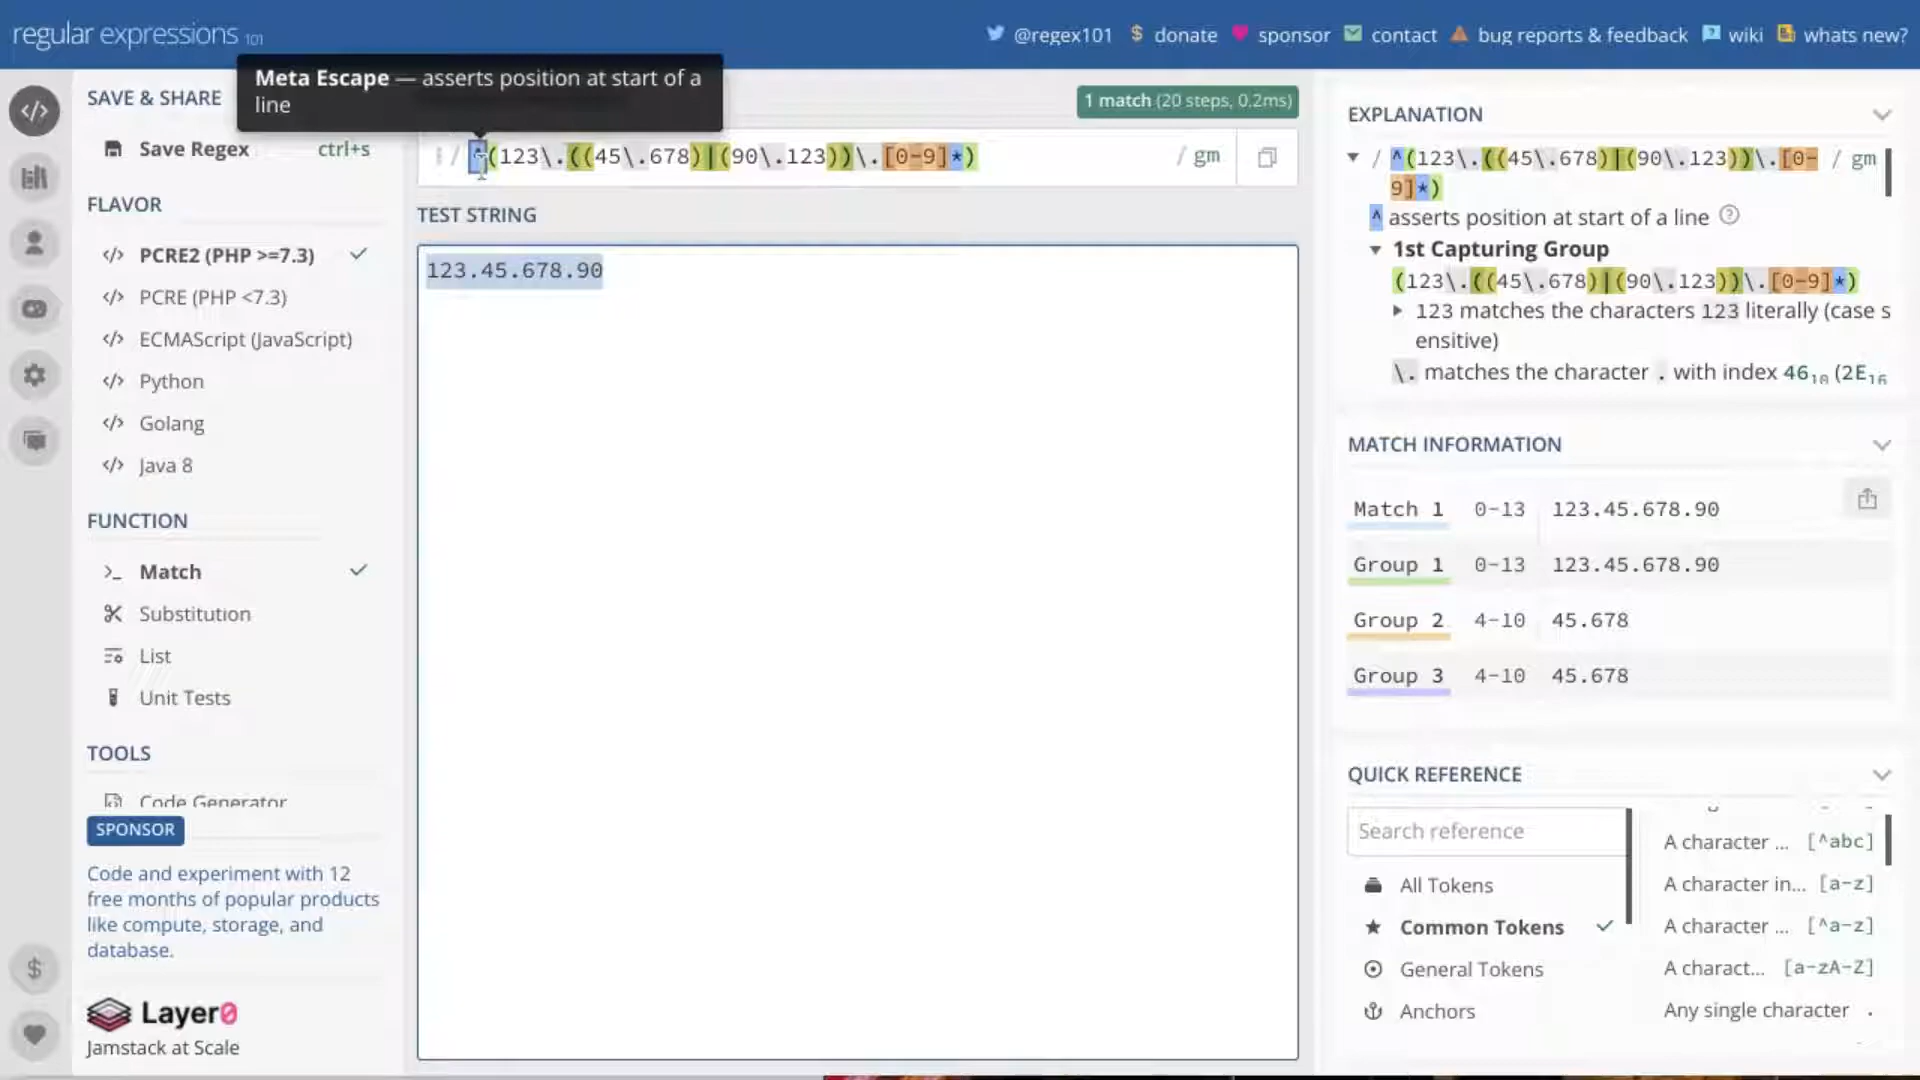 regular expressions 101
@regex101
$ donate
sponsor
contact
bug reports & feedback
wiki
whats new?
Meta Escape — asserts position at start of a
line
SAVE & SHARE
Save Regex ctrl+s
FLAVOR
</> PCRE2 (PHP >=7.3)
</> PCRE (PHP <7.3)
</> ECMAScript (JavaScript)
</> Python
</> Golang
</> Java 8
FUNCTION
>_ Match
Substitution
List
Unit Tests
TOOLS
Code Generator
SPONSOR
Code and experiment with 12
free months of popular products
like compute, storage, and
database.
Layer0
Jamstack at Scale
1 match (20 steps, 0.2ms)
/ ^(123\.((45\.678)|(90\.123))\.[0-9]*) / gm
TEST STRING
123.45.678.90
EXPLANATION
/ ^(123\.((45\.678)|(90\.123))\.[0- / gm
9]*)
^ asserts position at start of a line
1st Capturing Group
(123\.((45\.678)|(90\.123))\.[0-9]*)
123 matches the characters 123 literally (case s
ensitive)
\. matches the character . with index 46₁₀ (2E₁₆
MATCH INFORMATION
Match 1 0-13 123.45.678.90
Group 1 0-13 123.45.678.90
Group 2 4-10 45.678
Group 3 4-10 45.678
QUICK REFERENCE
Search reference
All Tokens
Common Tokens
General Tokens
Anchors
A character ... [^abc]
A character in... [a-z]
A character ... [^a-z]
A charact... [a-zA-Z]
Any single character .